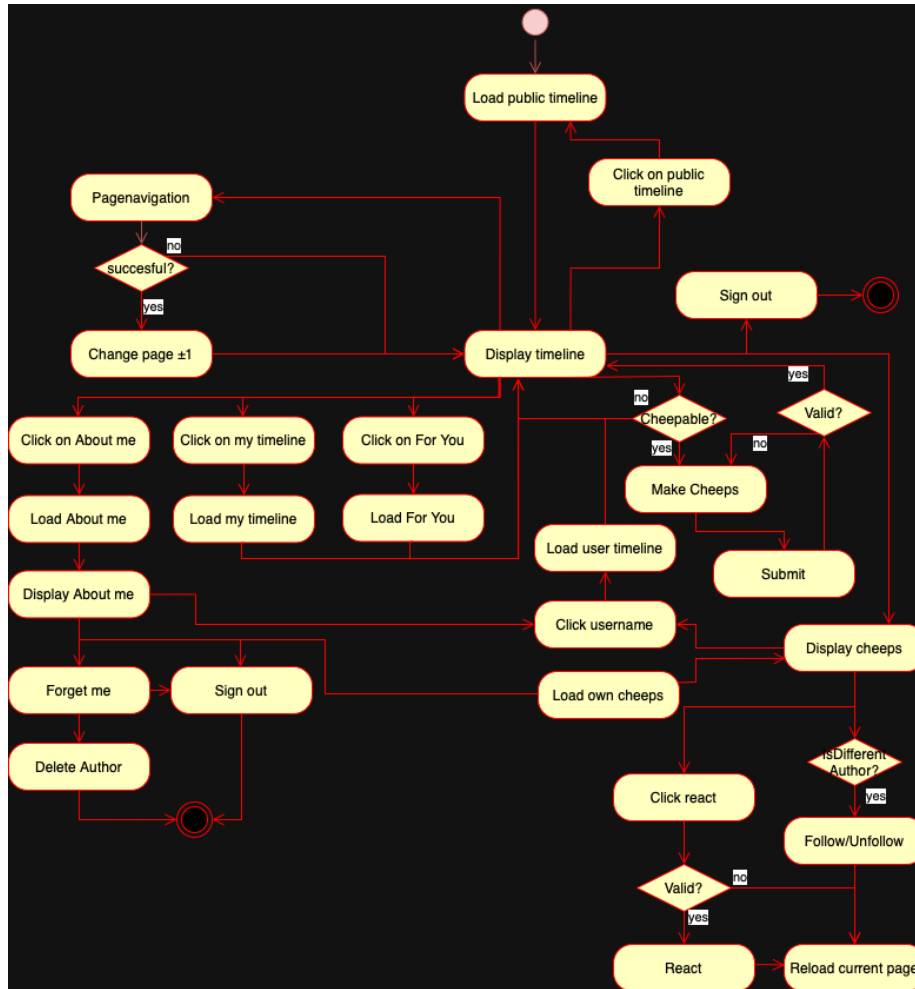 Load public timeline
Click on public
timeline
Pagenavigation
no
succesful?
yes
Sign out
Change page ±1
Display timeline
yes
no
Cheepable?
Valid?
Click on About me
Click on my timeline
Click on For You
yes
no
Make Cheeps
Load About me
Load my timeline
Load For You
Load user timeline
Submit
Display About me
Click username
Display cheeps
Forget me
Sign out
Load own cheeps
Delete Author
IsDifferent
Author?
Click react
yes
Follow/Unfollow
Valid?
no
yes
React
Reload current page